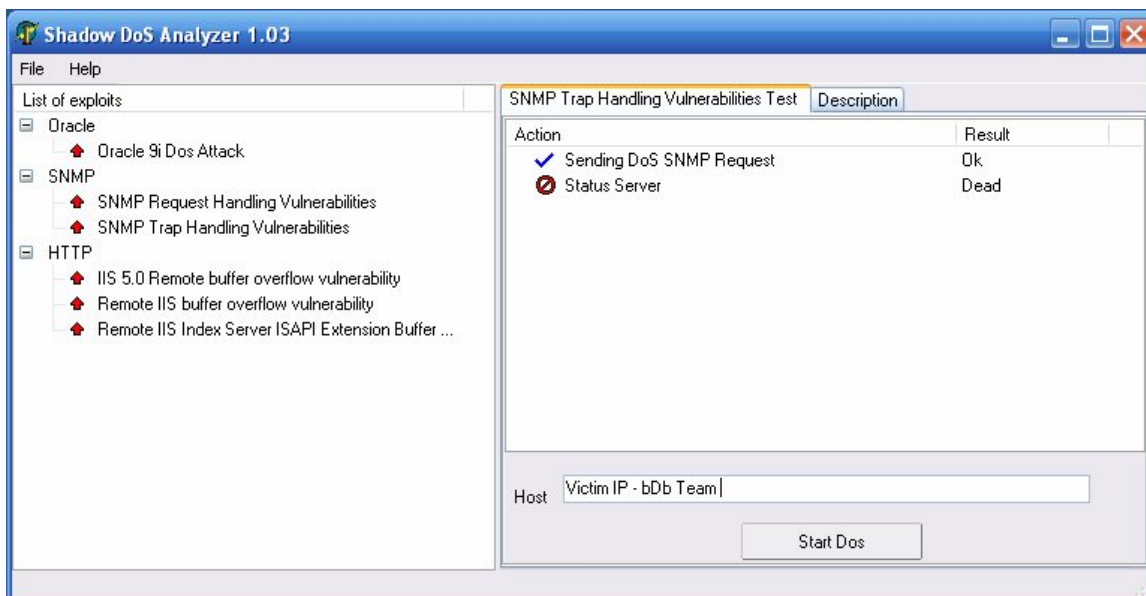 Shadow DoS Analyzer 1.03
File Help
List of exploits
Oracle
Oracle 9i Dos Attack
SNMP
SNMP Request Handling Vulnerabilities
SNMP Trap Handling Vulnerabilities
HTTP
IIS 5.0 Remote buffer overflow vulnerability
Remote IIS buffer overflow vulnerability
Remote IIS Index Server ISAPI Extension Buffer ...
SNMP Trap Handling Vulnerabilities Test Description
Action Result
Sending DoS SNMP Request Ok
Status Server Dead
Host Victim IP - bDb Team
Start Dos